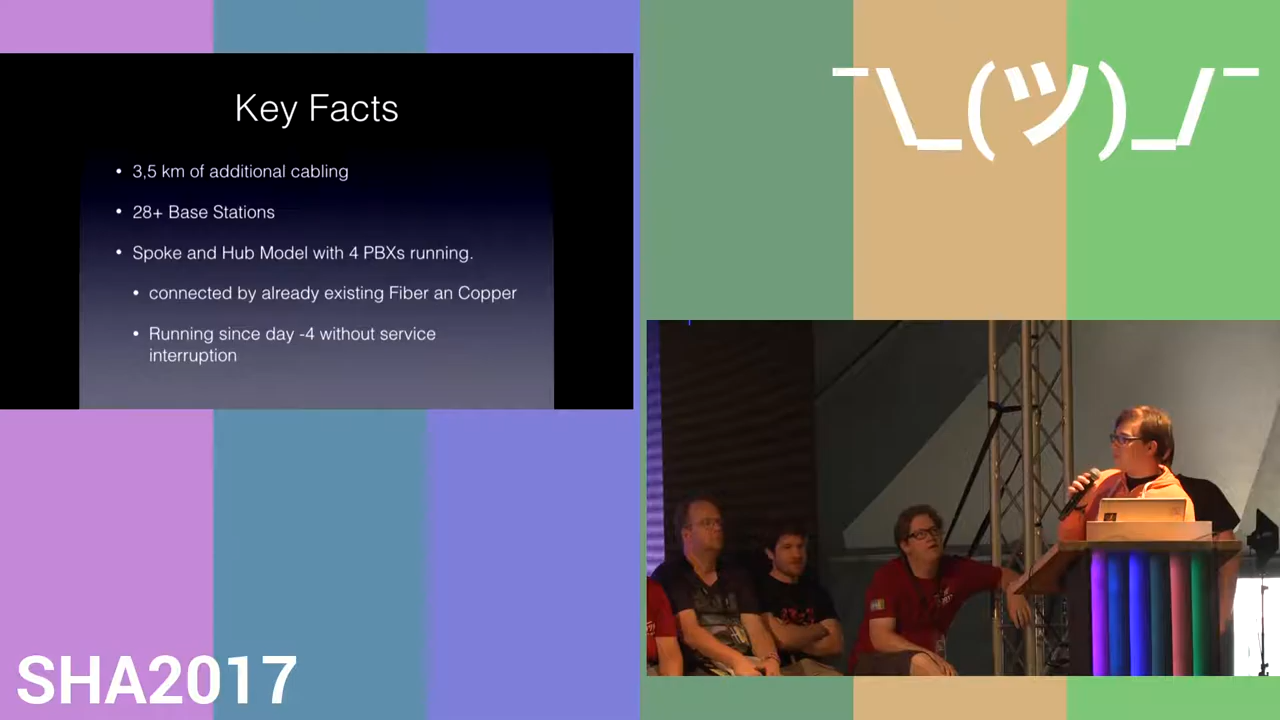 Key Facts
• 3,5 km of additional cabling
• 28+ Base Stations
• Spoke and Hub Model with 4 PBXs running.
• connected by already existing Fiber an Copper
• Running since day -4 without service
interruption
¯\_(ツ)_/¯
SHA2017